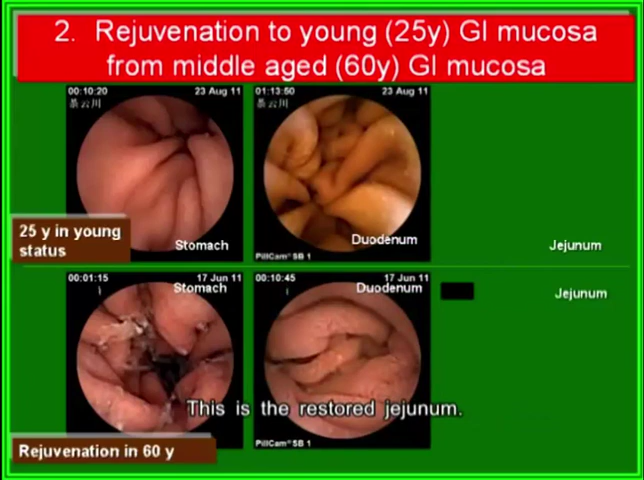 2. Rejuvenation to young (25y) GI mucosa
from middle aged (60y) GI mucosa
00:10:20 23 Aug 11
01:13:50 23 Aug 11
25 y in young
status
Stomach
Duodenum
Jejunum
PillCam® SB 1
00:01:15 17 Jun 11
00:10:45 17 Jun 11
Stomach
Duodenum
Jejunum
This is the restored jejunum.
Rejuvenation in 60 y
PillCam® SB 1